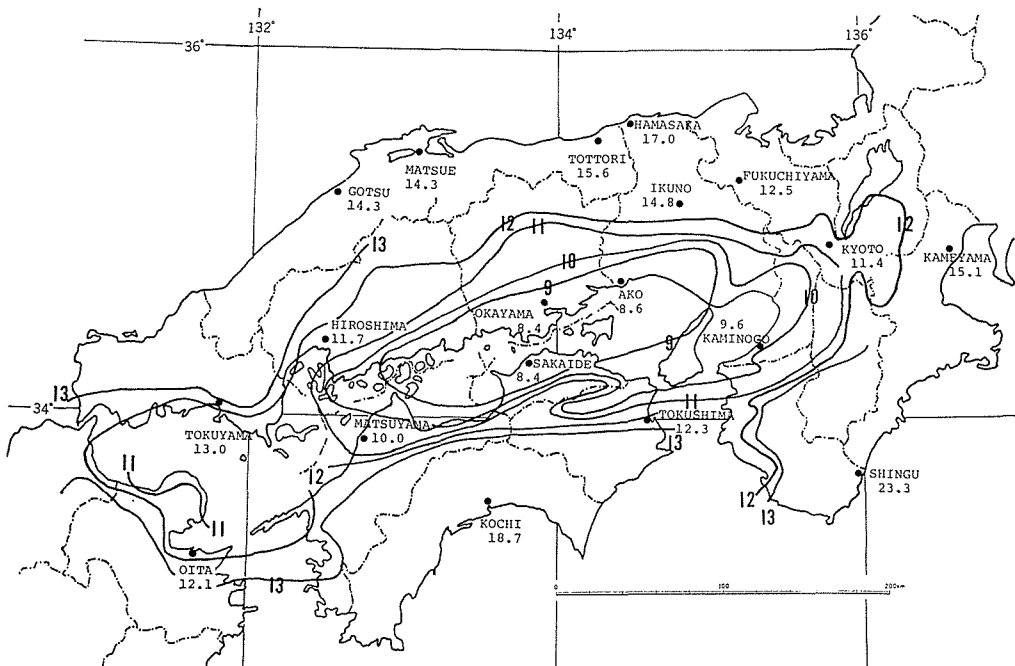 132°
134°
136°
36°
HAMASAKA
17.0
TOTTORI
15.6
MATSUE
14.3
FUKUCHIYAMA
12.5
IKUNO
14.8
GOTSU
14.3
12
11
12
13
KYOTO
11.4
KAMEYAMA
15.1
10
9
AKO
8.6
10
OKAYAMA
8.4
HIROSHIMA
11.7
9.6
KAMINOGO
9
SAKAIDE
8.4
13
34°
11
TOKUSHIMA
12.3
MATSUYAMA
10.0
TOKUYAMA
13.0
13
11
12
SHINGU
23.3
12
13
KOCHI
18.7
11
OITA
12.1
13
0
100
200km